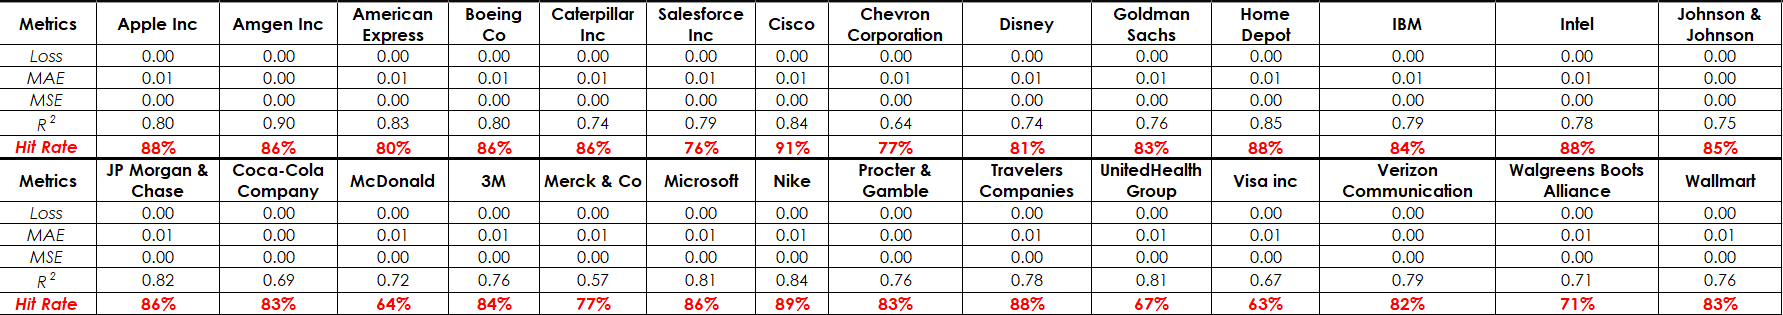 Metrics Apple Inc Amgen Inc American Express Boeing Co Caterpillar Inc Salesforce Inc Cisco Chevron Corporation Disney Goldman Sachs Home Depot IBM Intel Johnson & Johnson
Loss 0.00 0.00 0.00 0.00 0.00 0.00 0.00 0.00 0.00 0.00 0.00 0.00 0.00 0.00
MAE 0.01 0.00 0.01 0.01 0.01 0.01 0.01 0.01 0.01 0.01 0.01 0.01 0.01 0.00
MSE 0.00 0.00 0.00 0.00 0.00 0.00 0.00 0.00 0.00 0.00 0.00 0.00 0.00 0.00
R² 0.80 0.90 0.83 0.80 0.74 0.79 0.84 0.64 0.74 0.76 0.85 0.79 0.78 0.75
Hit Rate 88% 86% 80% 86% 86% 76% 91% 77% 81% 83% 88% 84% 88% 85%
Metrics JP Morgan & Chase Coca-Cola Company McDonald 3M Merck & Co Microsoft Nike Procter & Gamble Travelers Companies UnitedHealth Group Visa inc Verizon Communication Walgreens Boots Alliance Wallmart
Loss 0.00 0.00 0.00 0.00 0.00 0.00 0.00 0.00 0.00 0.00 0.00 0.00 0.00 0.00
MAE 0.01 0.00 0.01 0.01 0.01 0.01 0.01 0.00 0.01 0.01 0.01 0.00 0.01 0.01
MSE 0.00 0.00 0.00 0.00 0.00 0.00 0.00 0.00 0.00 0.00 0.00 0.00 0.00 0.00
R² 0.82 0.69 0.72 0.76 0.57 0.81 0.84 0.76 0.78 0.81 0.67 0.79 0.71 0.76
Hit Rate 86% 83% 64% 84% 77% 86% 89% 83% 88% 67% 63% 82% 71% 83%